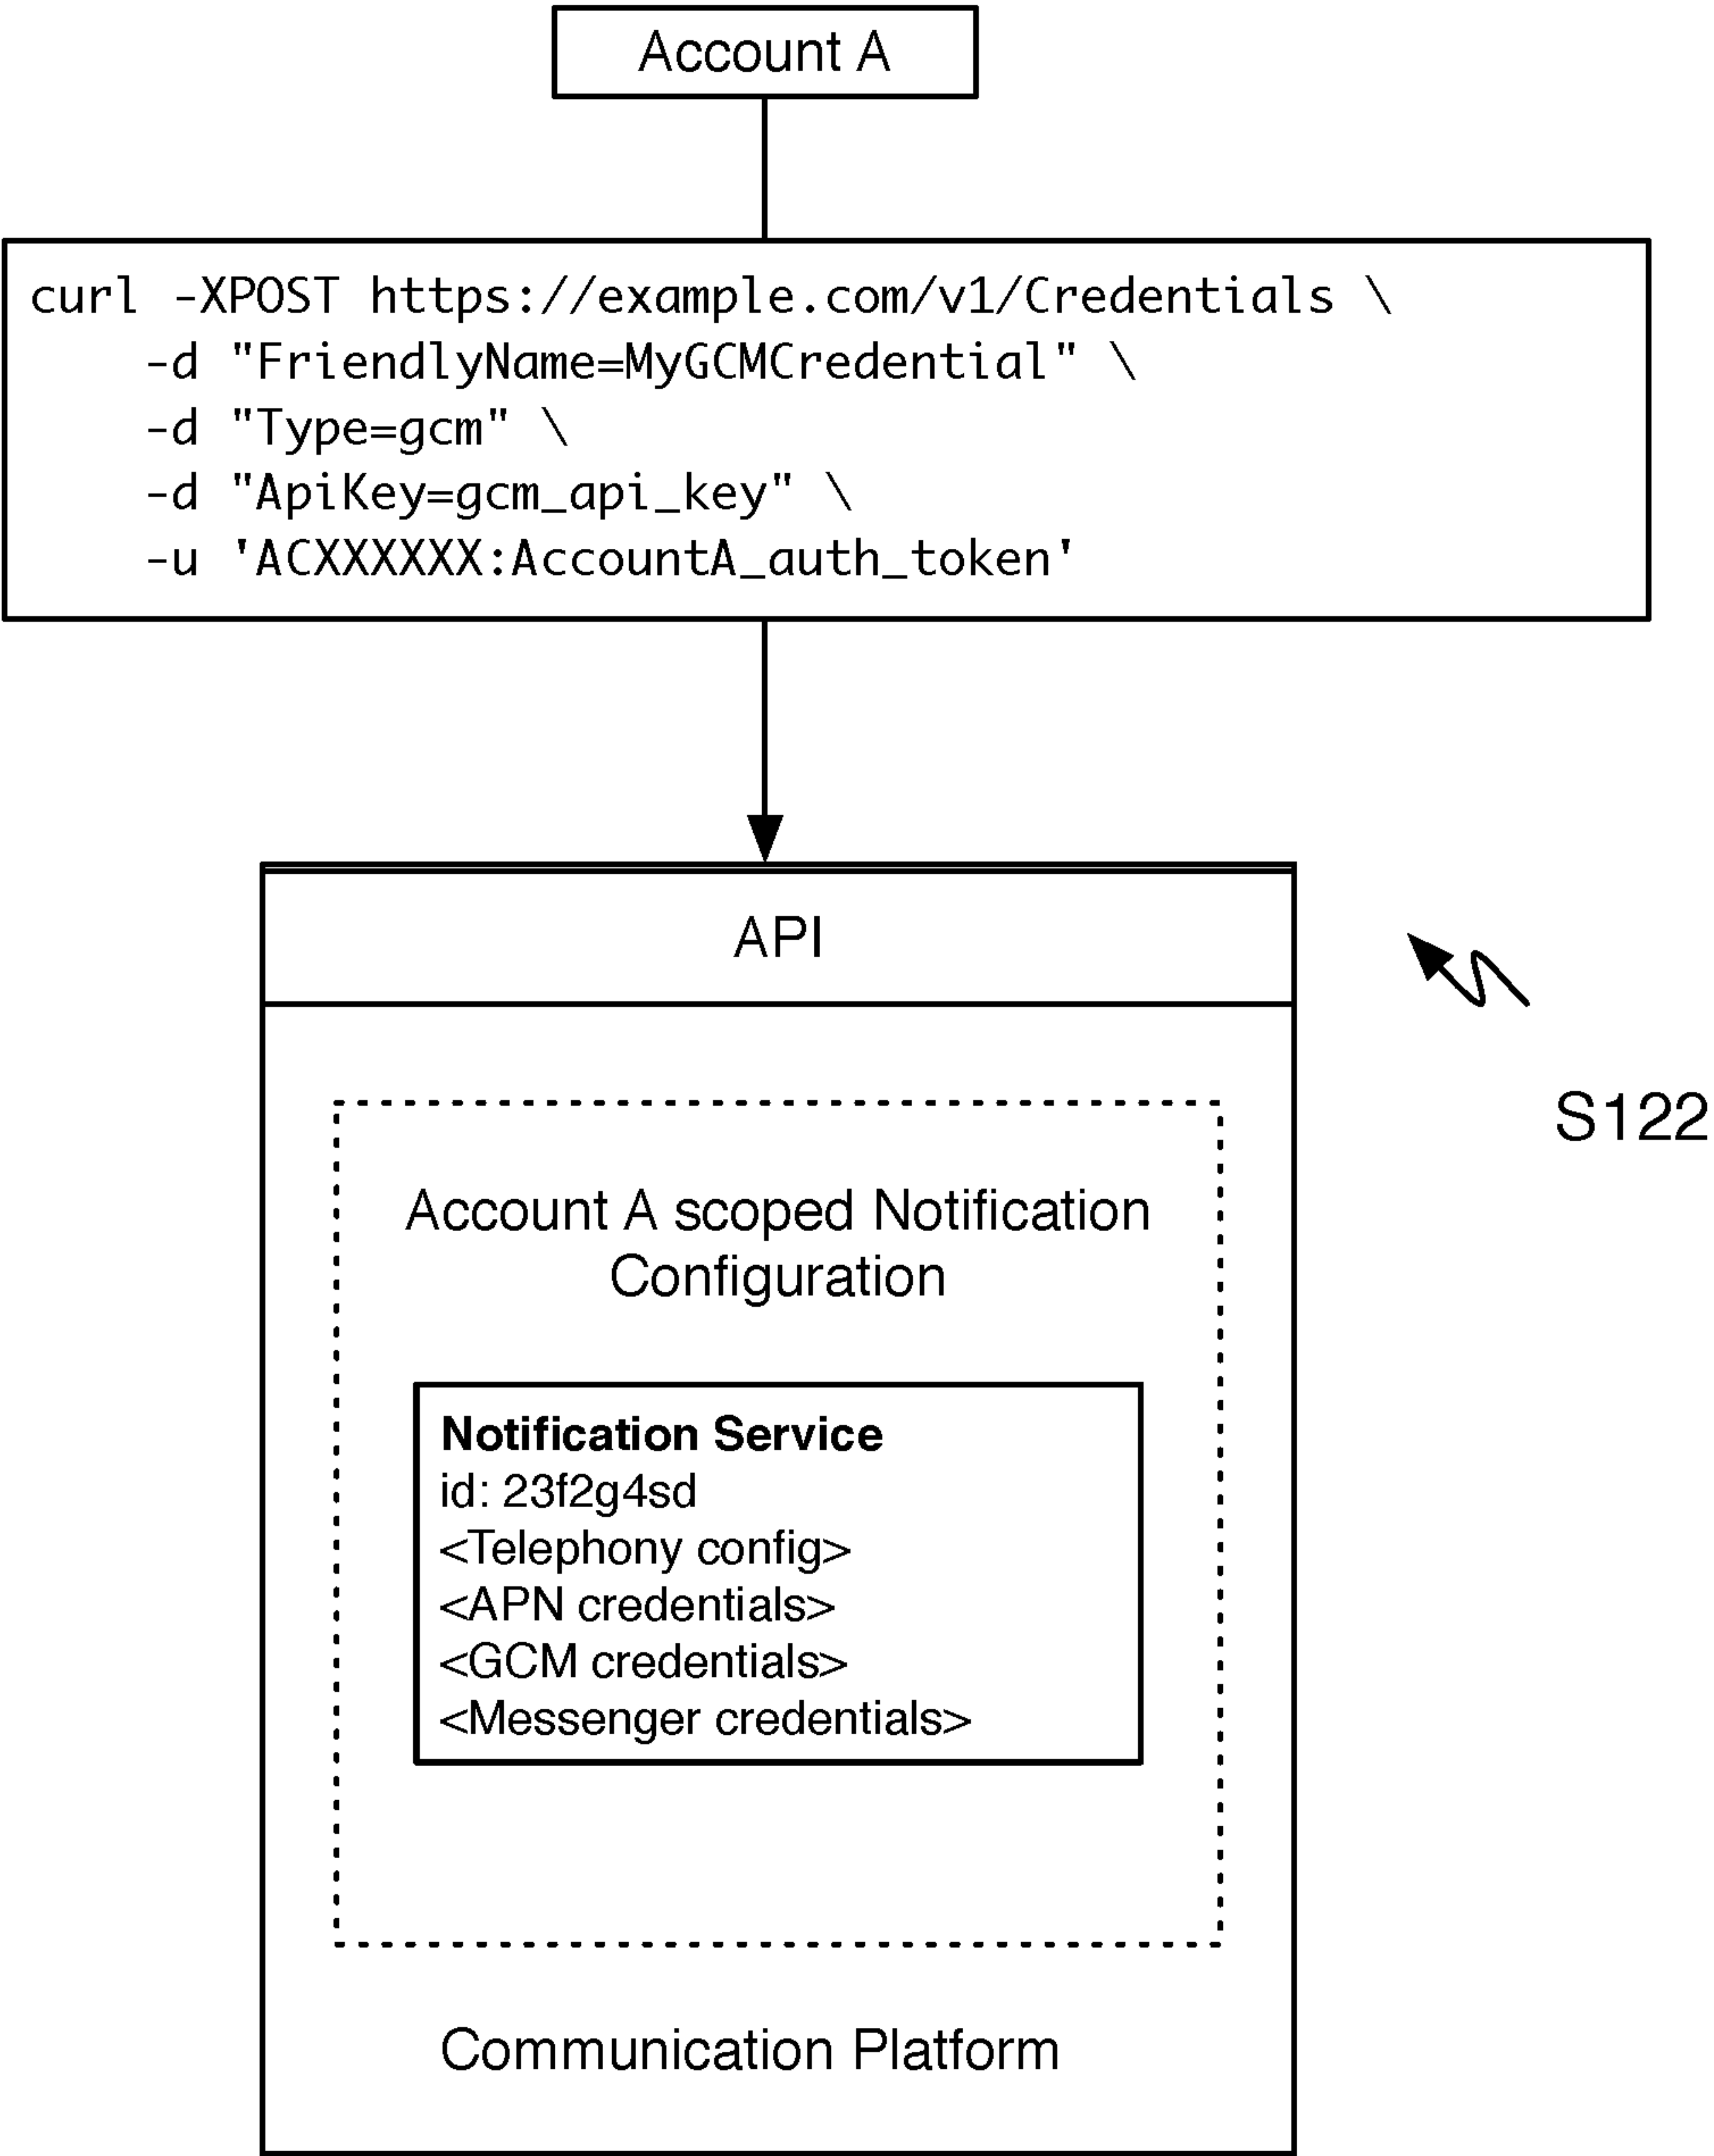 Account A
curl -XPOST https://example.com/v1/Credentials \
-d "FriendlyName=MyGCMCredential" \
-d "Type=gcm" \
-d "ApiKey=gcm_api_key" \
-u 'ACXXXXXX:AccountA_auth_token'
API
S122
Account A scoped Notification
Configuration
Notification Service
id: 23f2g4sd
<Telephony config>
<APN credentials>
<GCM credentials>
<Messenger credentials>
Communication Platform